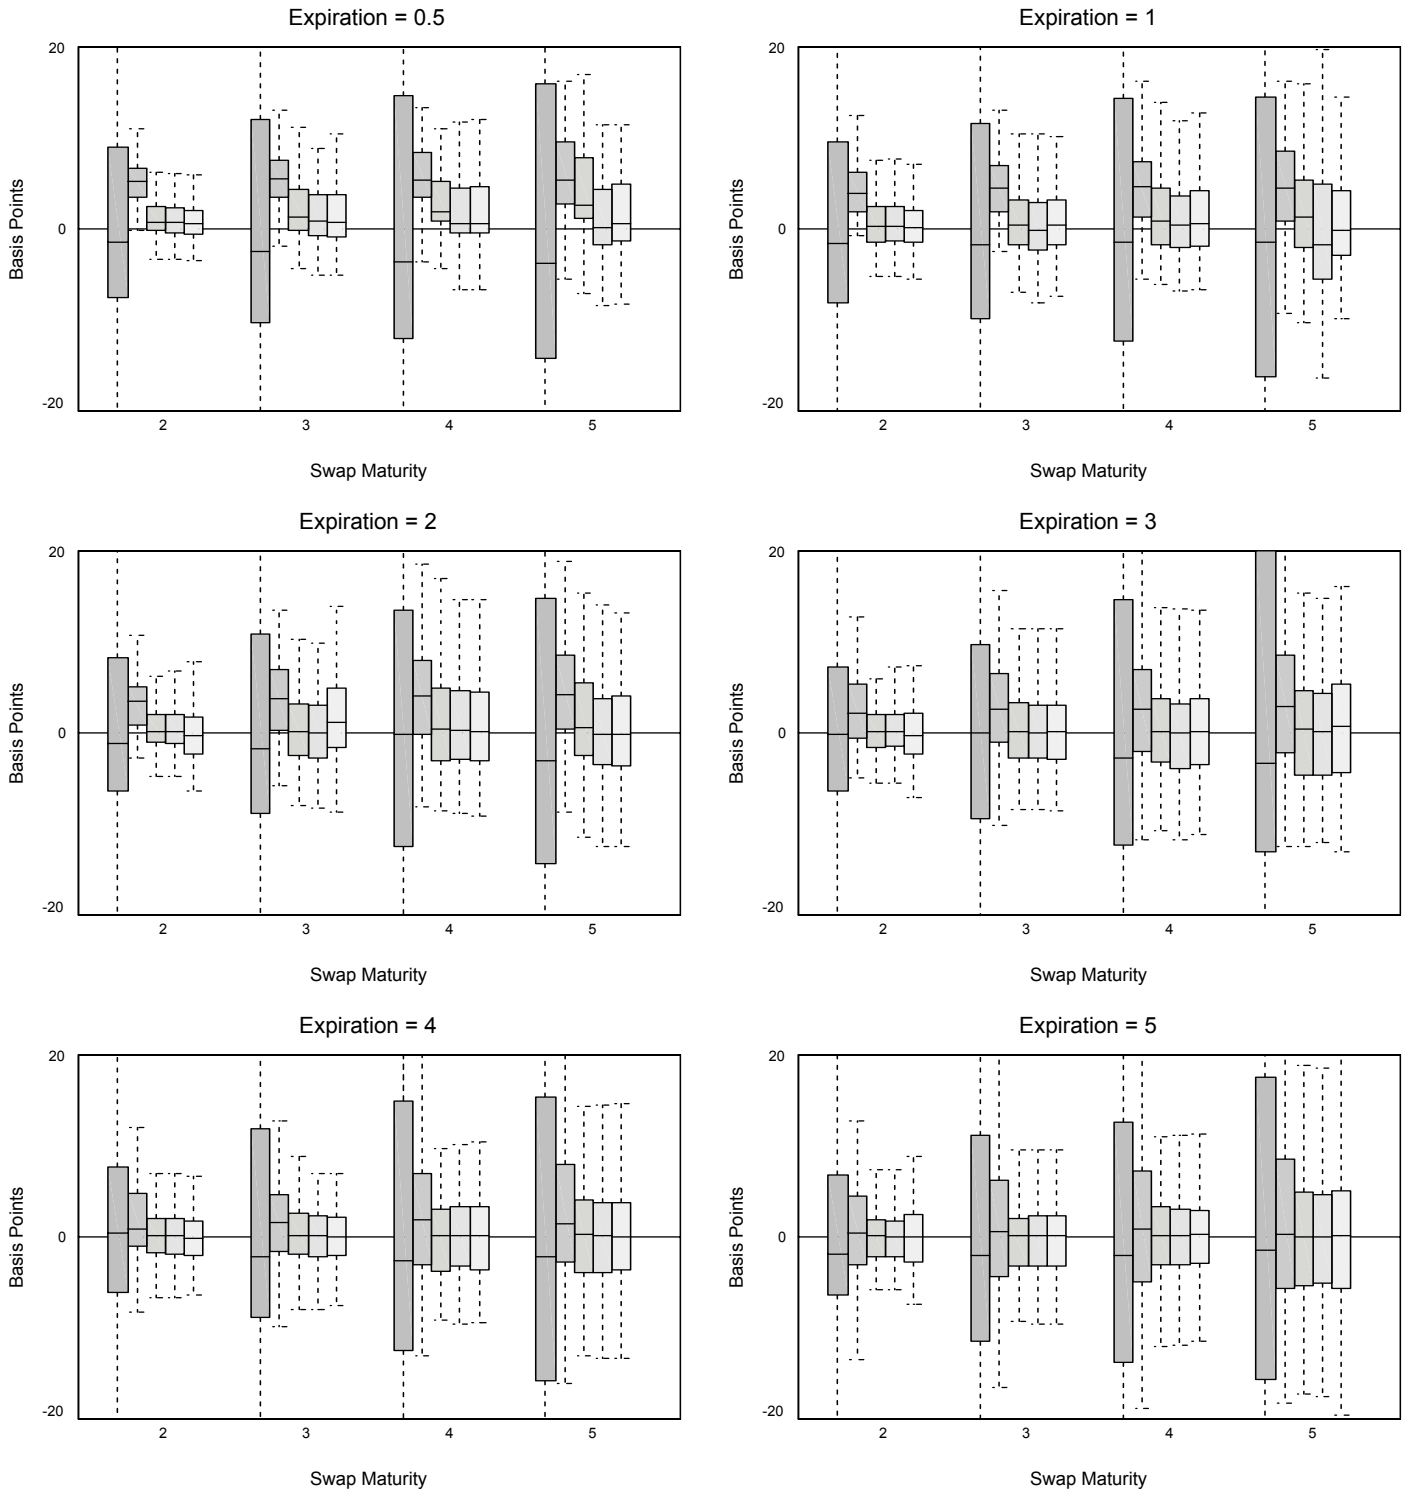 Expiration = 0.5
20
0
-20
Basis Points
2 3 4 5
Swap Maturity
Expiration = 1
20
0
-20
Basis Points
2 3 4 5
Swap Maturity
Expiration = 2
20
0
-20
Basis Points
2 3 4 5
Swap Maturity
Expiration = 3
20
0
-20
Basis Points
2 3 4 5
Swap Maturity
Expiration = 4
20
0
-20
Basis Points
2 3 4 5
Swap Maturity
Expiration = 5
20
0
-20
Basis Points
2 3 4 5
Swap Maturity